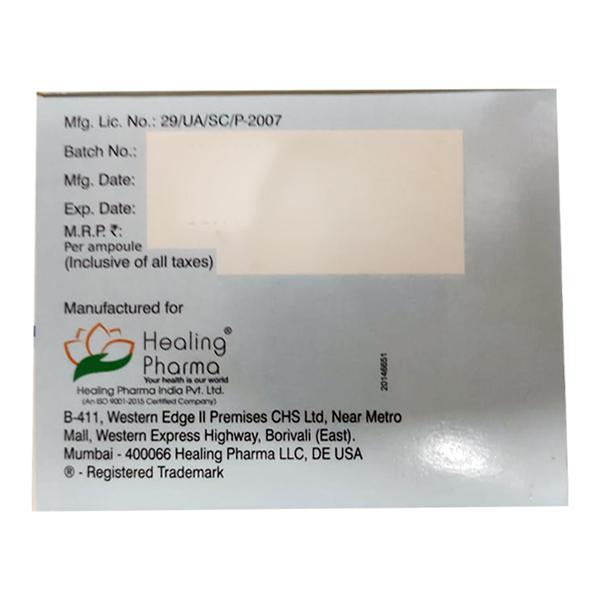 Mfg. Lic. No.: 29/UA/SC/P-2007
Batch No.:
Mfg. Date:
Exp. Date:
M.R.P. ₹:
Per ampoule
(Inclusive of all taxes)
Manufactured for
Healing®
Pharma
Your health is our world
Healing Pharma India Pvt. Ltd.
(An ISO 9001-2015 Certified Company)
B-411, Western Edge II Premises CHS Ltd, Near Metro
Mall, Western Express Highway, Borivali (East).
Mumbai - 400066 Healing Pharma LLC, DE USA
® - Registered Trademark